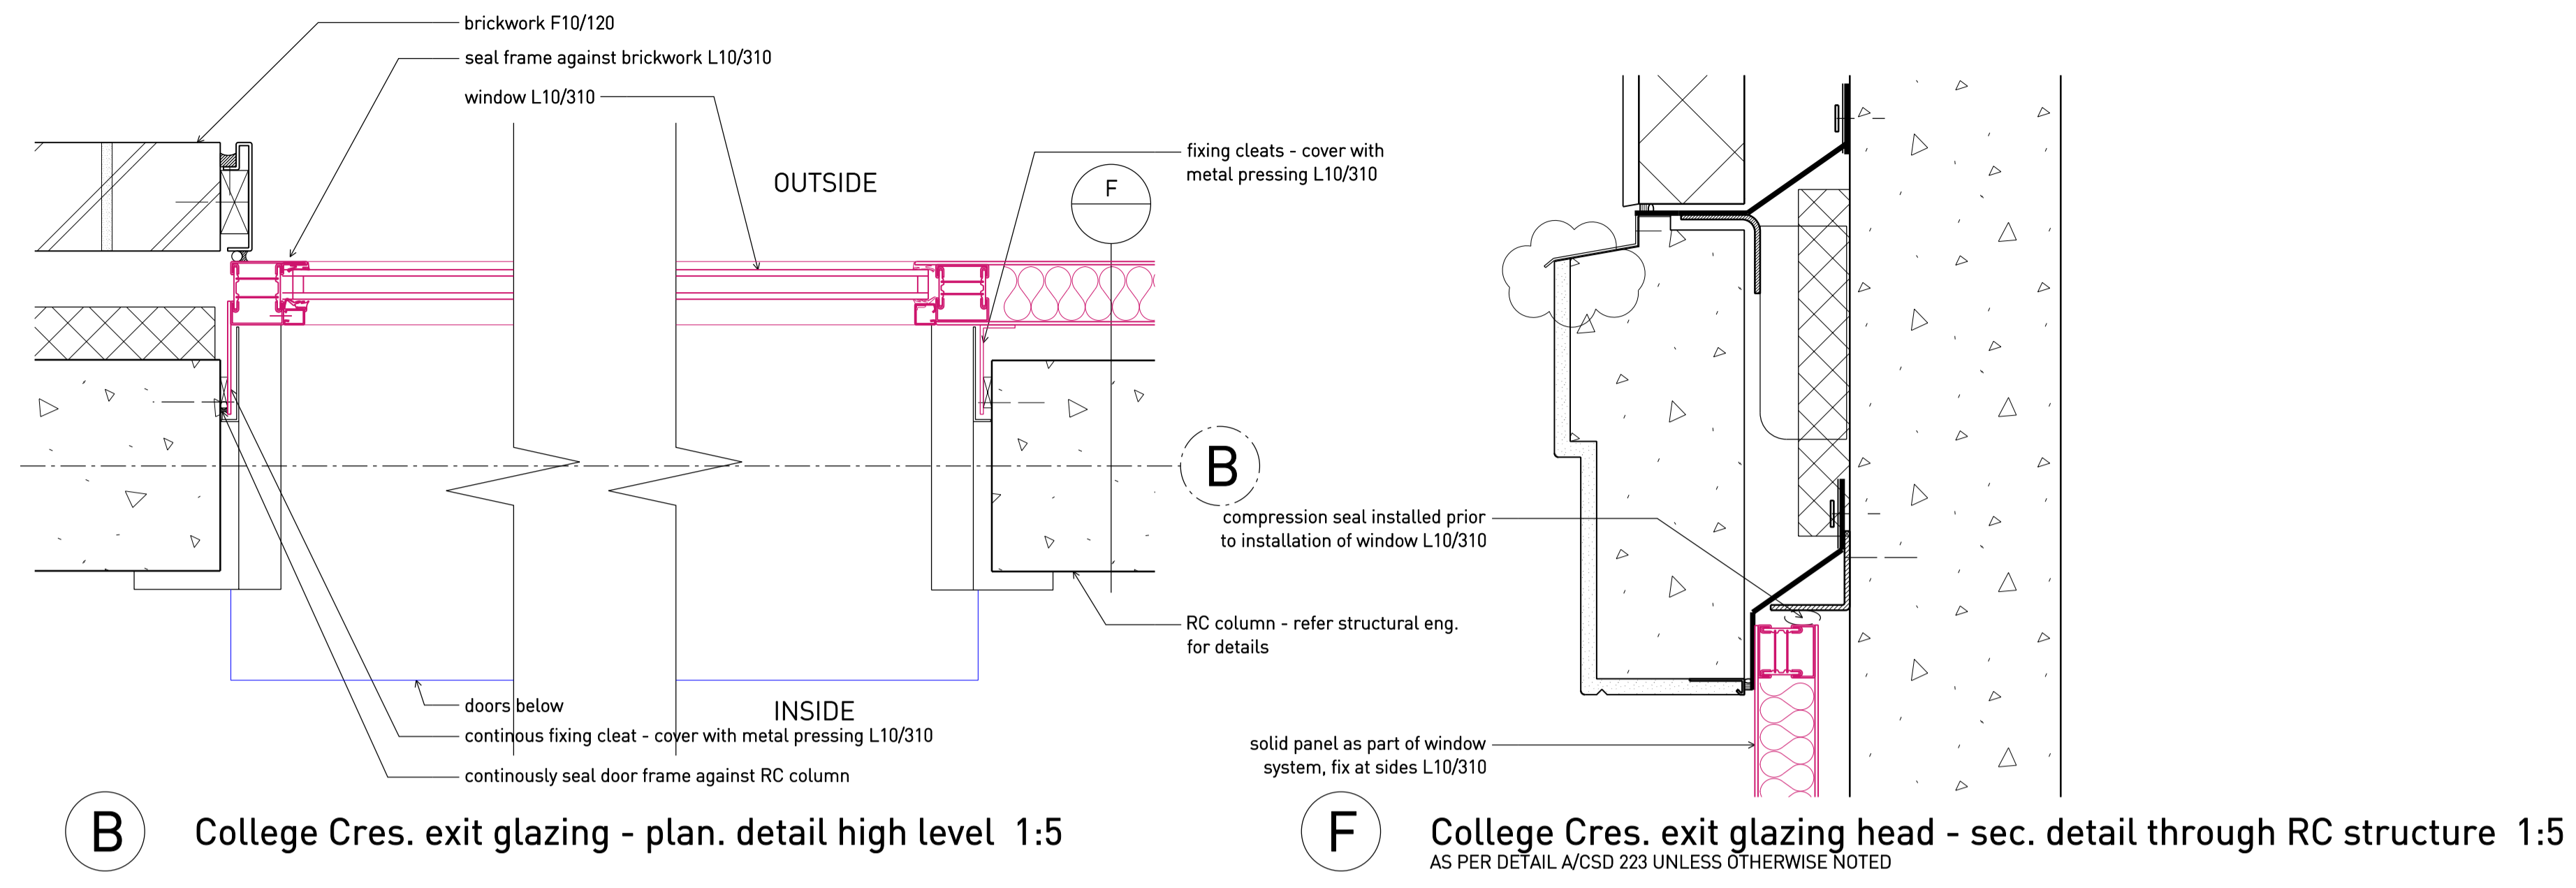 brickwork F10/120
seal frame against brickwork L10/310
window L10/310
OUTSIDE
fixing cleats - cover with
metal pressing L10/310
F
B
RC column - refer structural eng.
for details
doors below
INSIDE
continous fixing cleat - cover with metal pressing L10/310
continously seal door frame against RC column
B
College Cres. exit glazing - plan. detail high level 1:5
compression seal installed prior
to installation of window L10/310
solid panel as part of window
system, fix at sides L10/310
F
College Cres. exit glazing head - sec. detail through RC structure 1:5
AS PER DETAIL A/CSD 223 UNLESS OTHERWISE NOTED